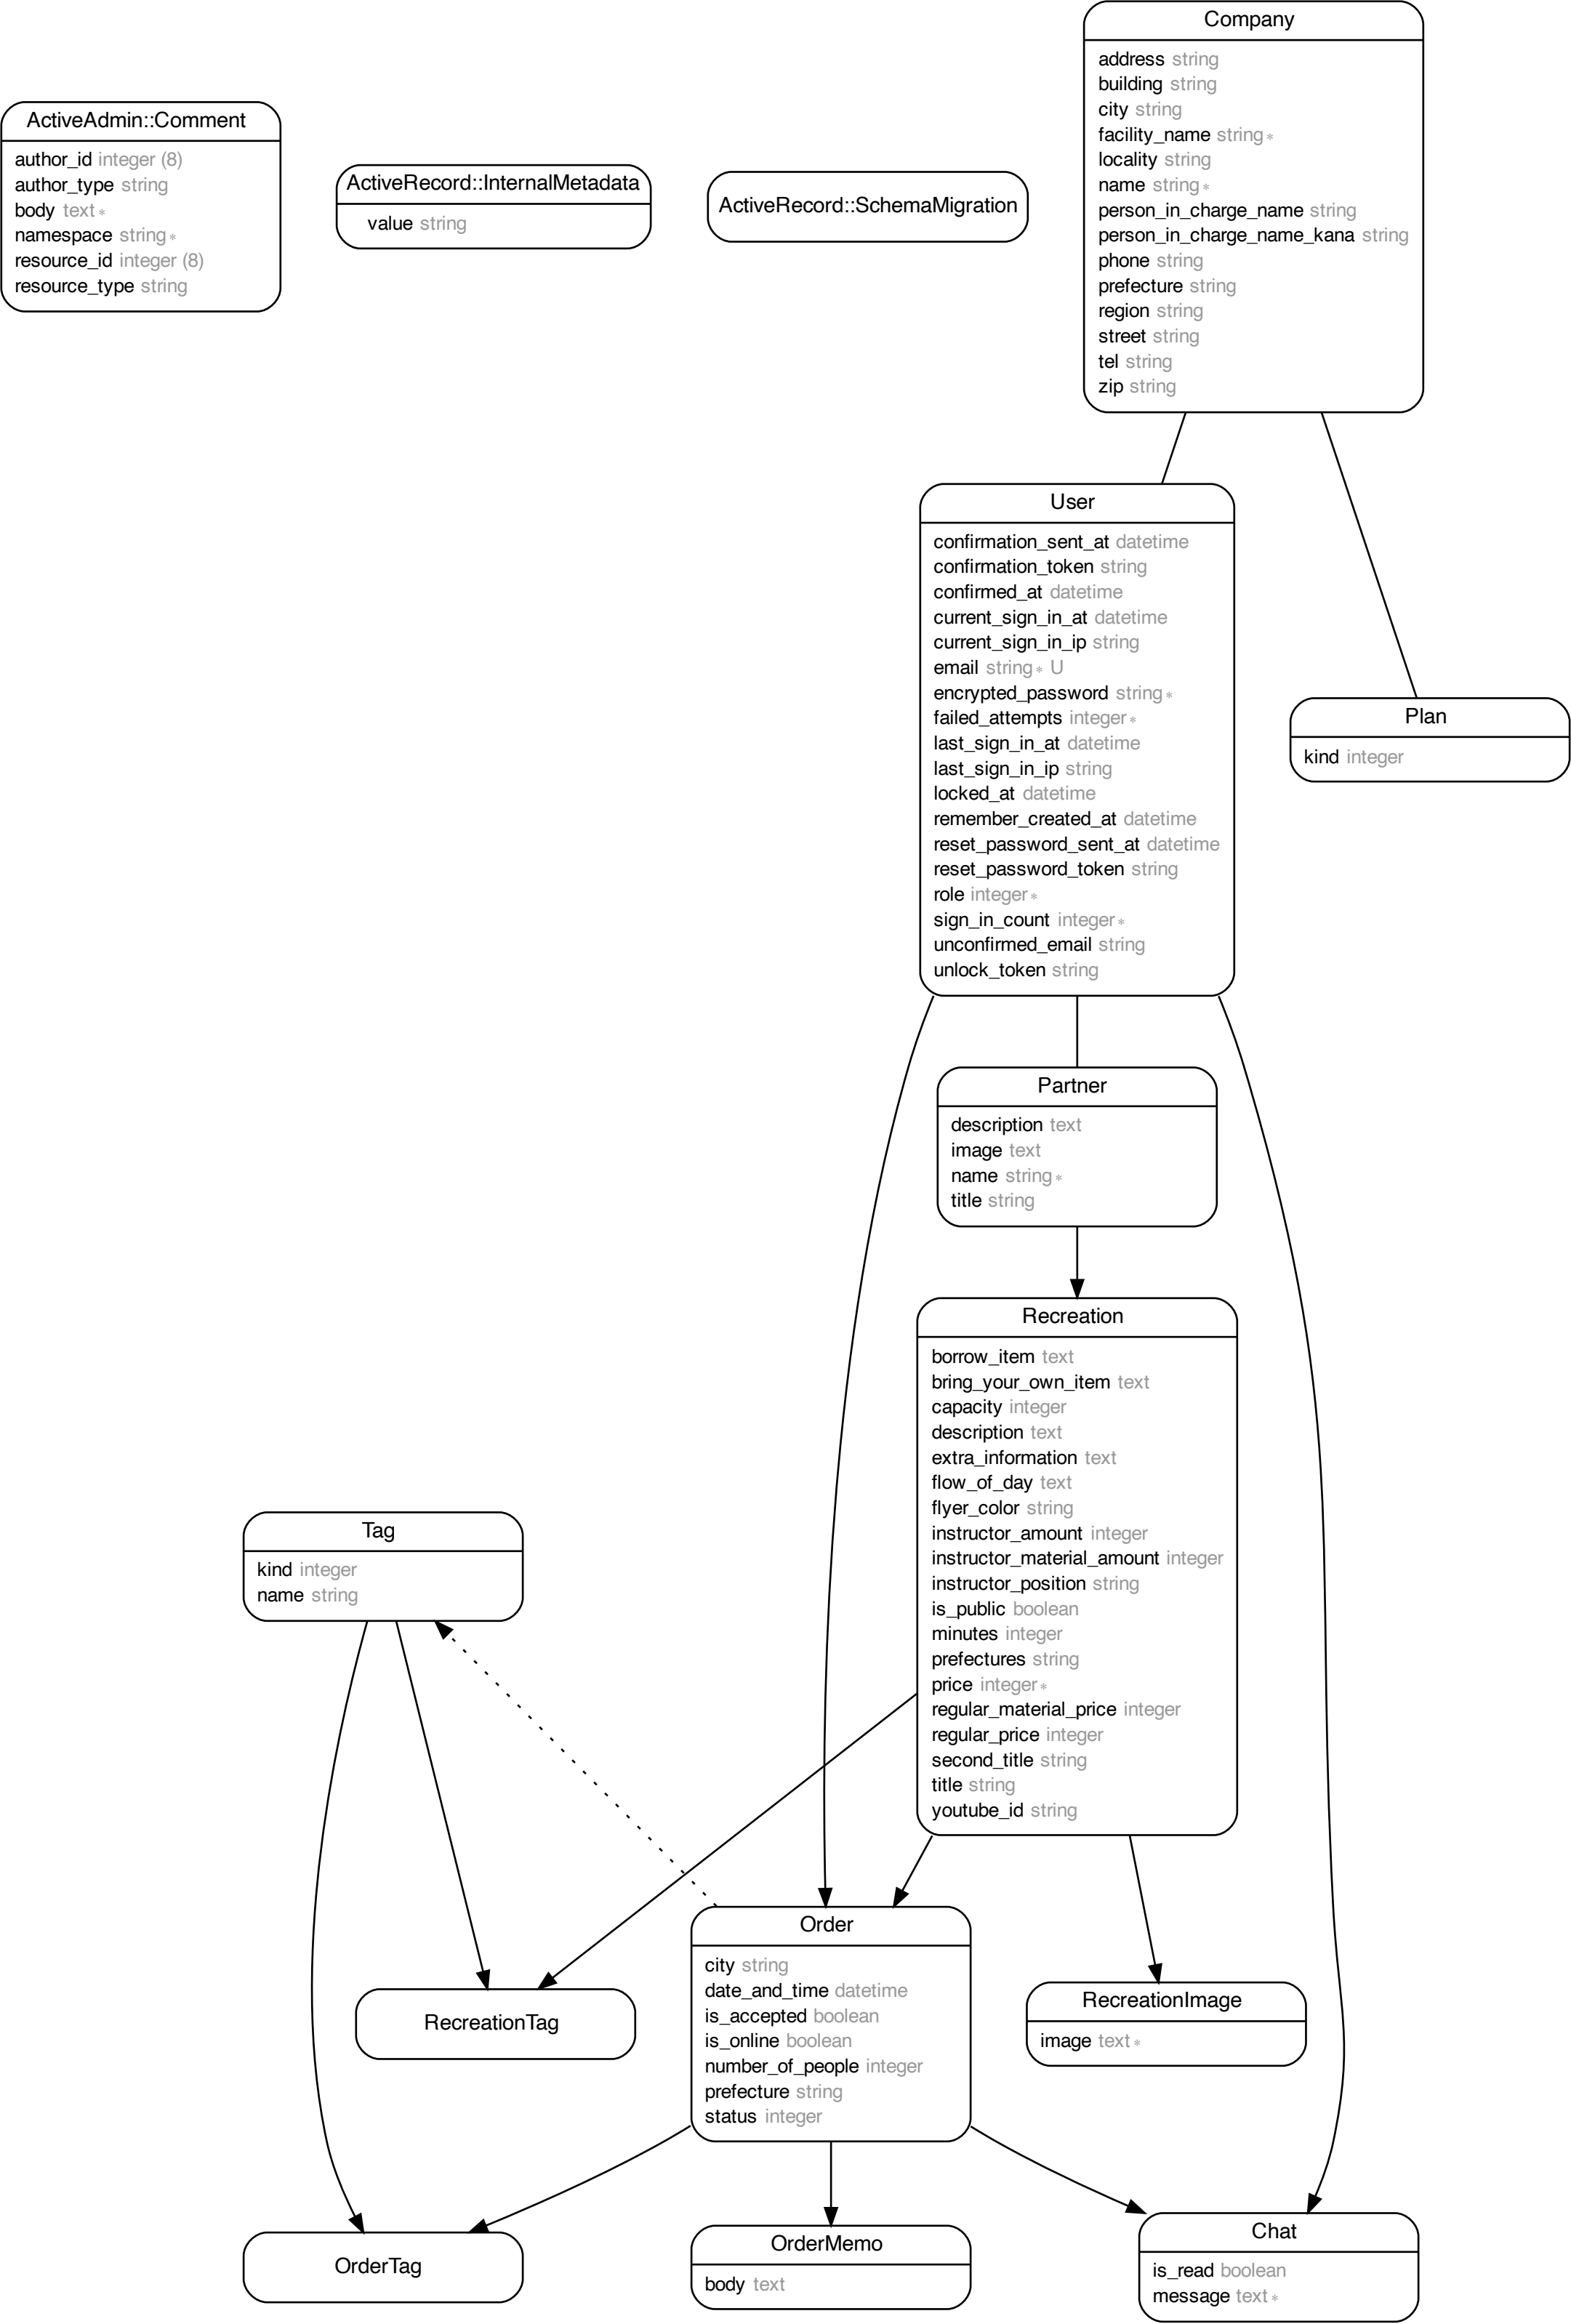 Company
address string
building string
city string
facility_name string *
locality string
name string *
person_in_charge_name string
person_in_charge_name_kana string
phone string
prefecture string
region string
street string
tel string
zip string
ActiveAdmin::Comment
author_id integer (8)
author_type string
body text *
namespace string *
resource_id integer (8)
resource_type string
ActiveRecord::InternalMetadata
value string
ActiveRecord::SchemaMigration
User
confirmation_sent_at datetime
confirmation_token string
confirmed_at datetime
current_sign_in_at datetime
current_sign_in_ip string
email string * U
encrypted_password string *
failed_attempts integer *
last_sign_in_at datetime
last_sign_in_ip string
locked_at datetime
remember_created_at datetime
reset_password_sent_at datetime
reset_password_token string
role integer *
sign_in_count integer *
unconfirmed_email string
unlock_token string
Plan
kind integer
Partner
description text
image text
name string *
title string
Recreation
borrow_item text
bring_your_own_item text
capacity integer
description text
extra_information text
flow_of_day text
flyer_color string
instructor_amount integer
instructor_material_amount integer
instructor_position string
is_public boolean
minutes integer
prefectures string
price integer *
regular_material_price integer
regular_price integer
second_title string
title string
youtube_id string
Tag
kind integer
name string
Order
city string
date_and_time datetime
is_accepted boolean
is_online boolean
number_of_people integer
prefecture string
status integer
RecreationTag
RecreationImage
image text *
OrderTag
OrderMemo
body text
Chat
is_read boolean
message text *